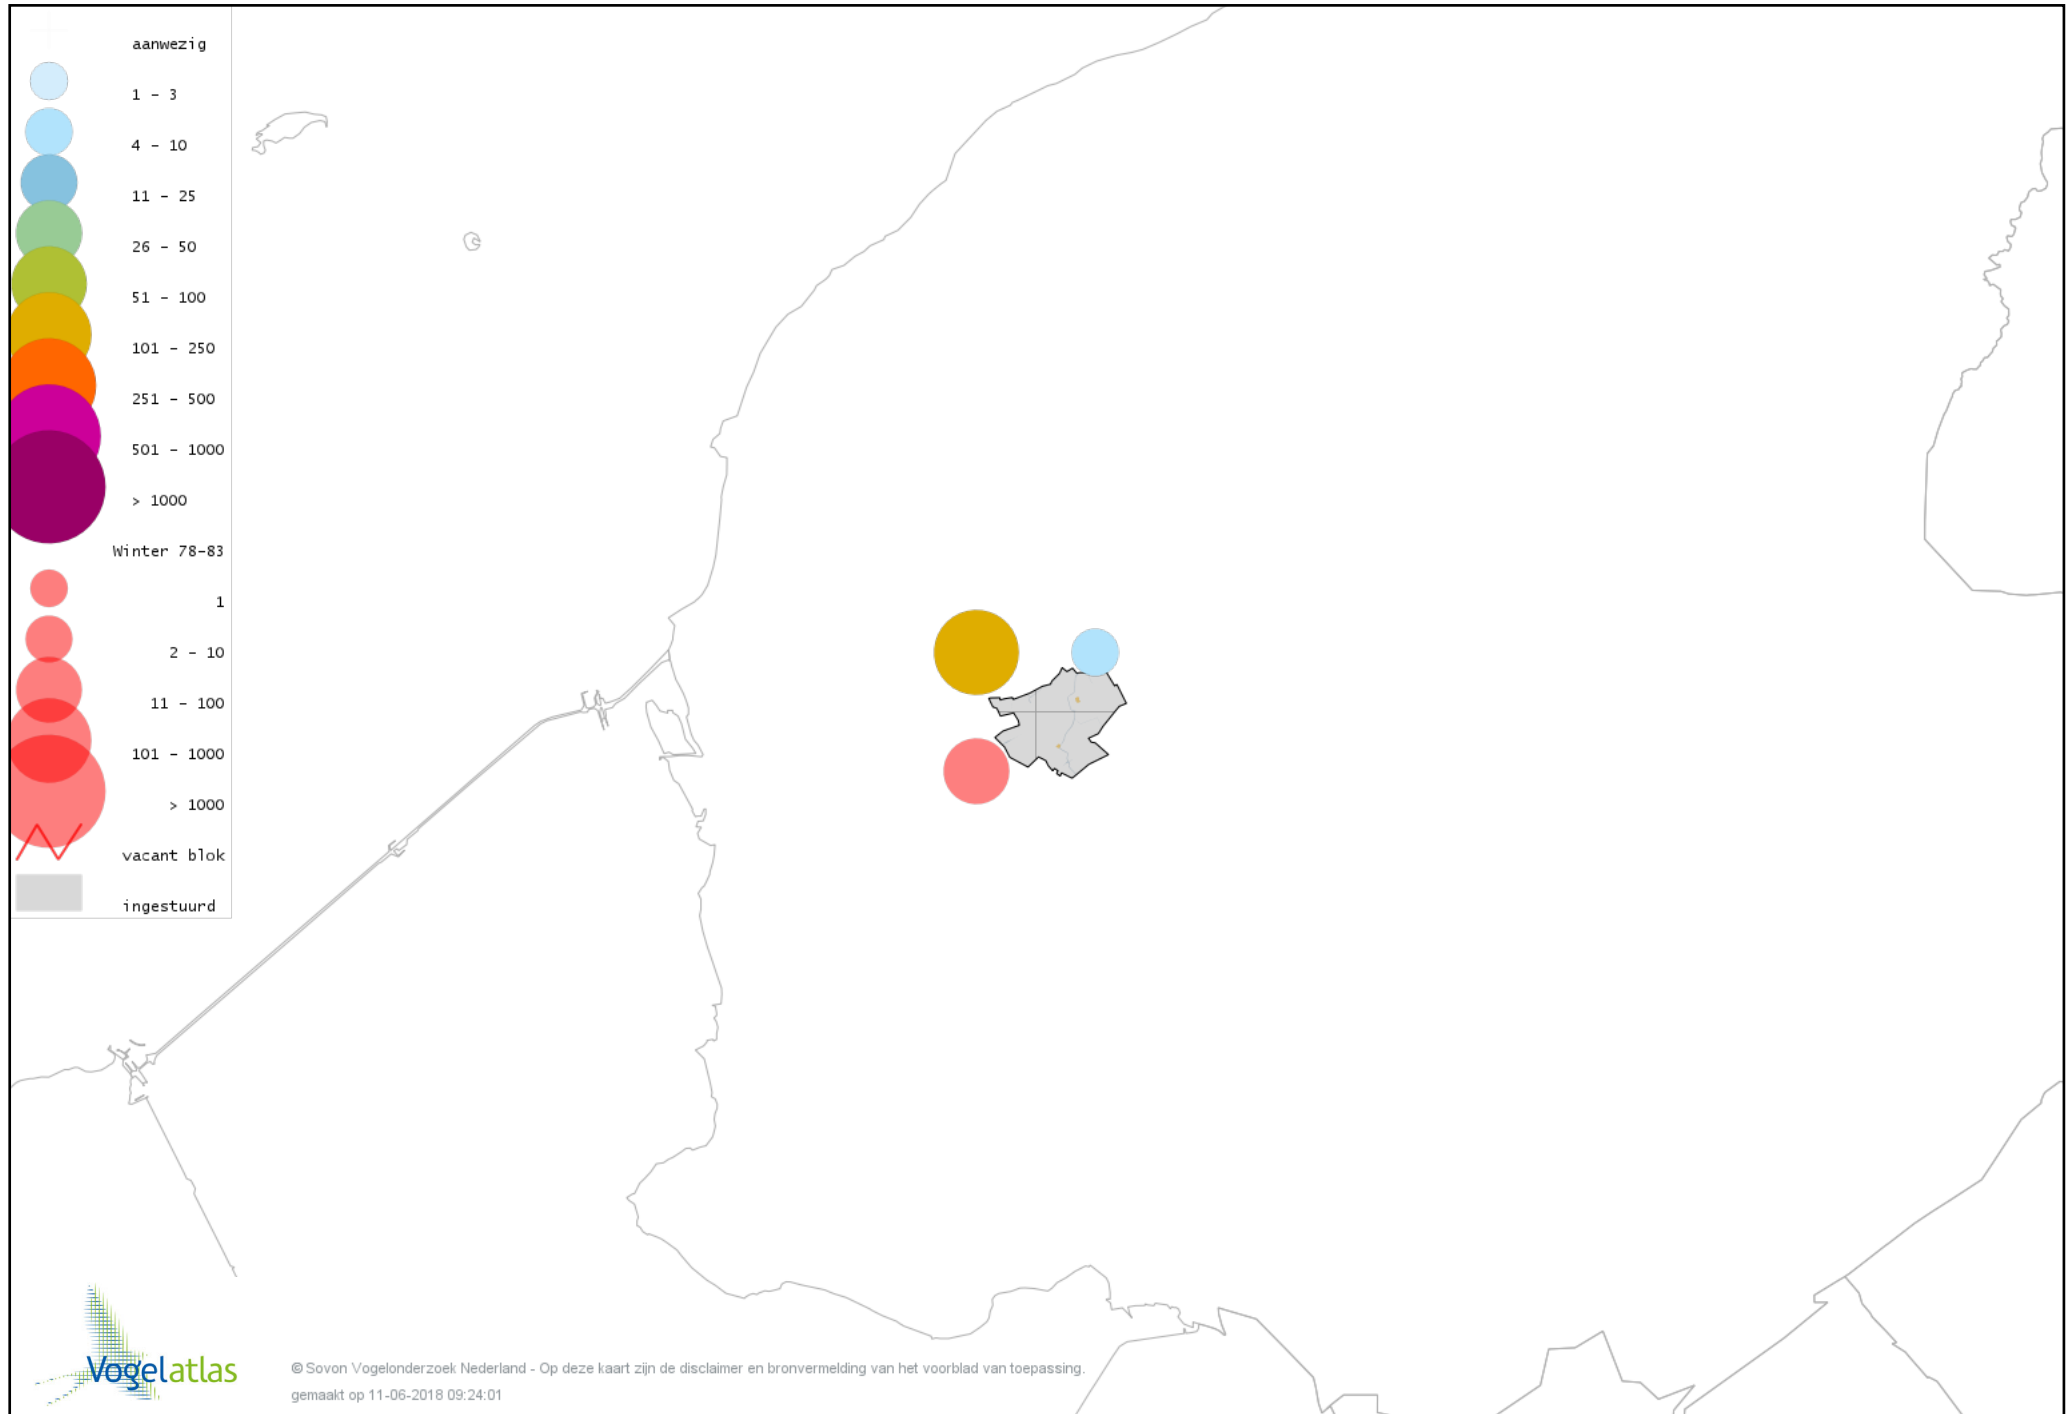 aanwezig
1 - 3
4 - 10
11 - 25
26 - 50
51 - 100
101 - 250
251 - 500
501 - 1000
> 1000
Winter 78-83
1
2 - 10
11 - 100
101 - 1000
> 1000
vacant blok
ingestuurd
Vogelatlas
© Sovon Vogelonderzoek Nederland - Op deze kaart zijn de disclaimer en bronvermelding van het voorblad van toepassing.
gemaakt op 11-06-2018 09:24:01